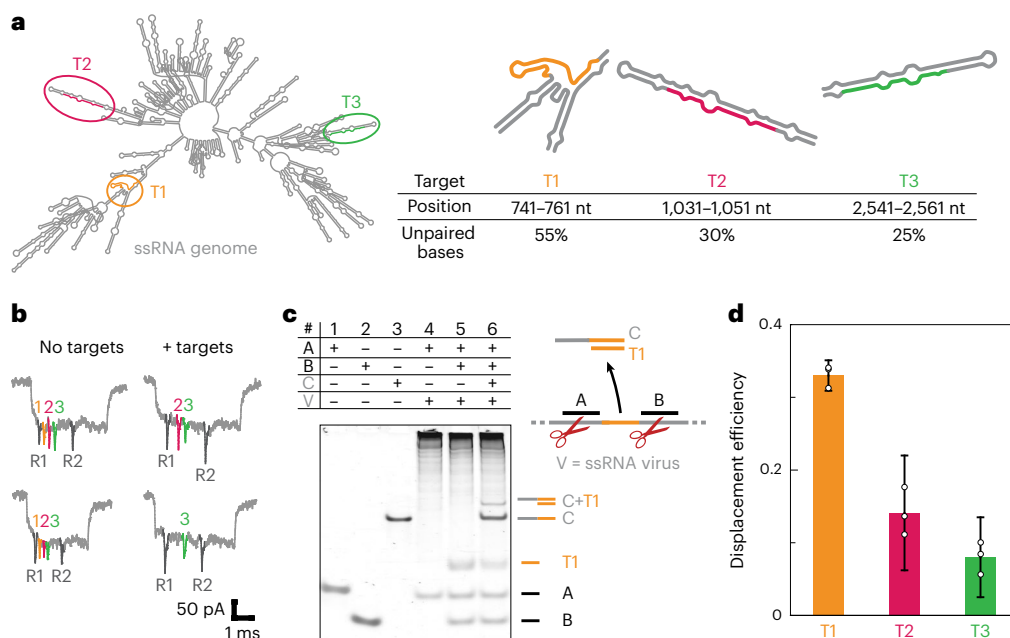 a
T2
T3
T1
ssRNA genome
Target T1 T2 T3
Position 741–761 nt 1,031–1,051 nt 2,541–2,561 nt
Unpaired bases 55% 30% 25%
b
No targets + targets
1 2 3 2 3
R1 R2 R1 R2
1 2 3 3
R1 R2 R1 R2
50 pA
1 ms
c
# 1 2 3 4 5 6
A + – – + + +
B – + – – + +
C – – + – – +
V – – – + + +
C
T1
A B
V = ssRNA virus
C+T1
C
T1
A
B
d
Displacement efficiency
0.4
0.2
0
T1 T2 T3